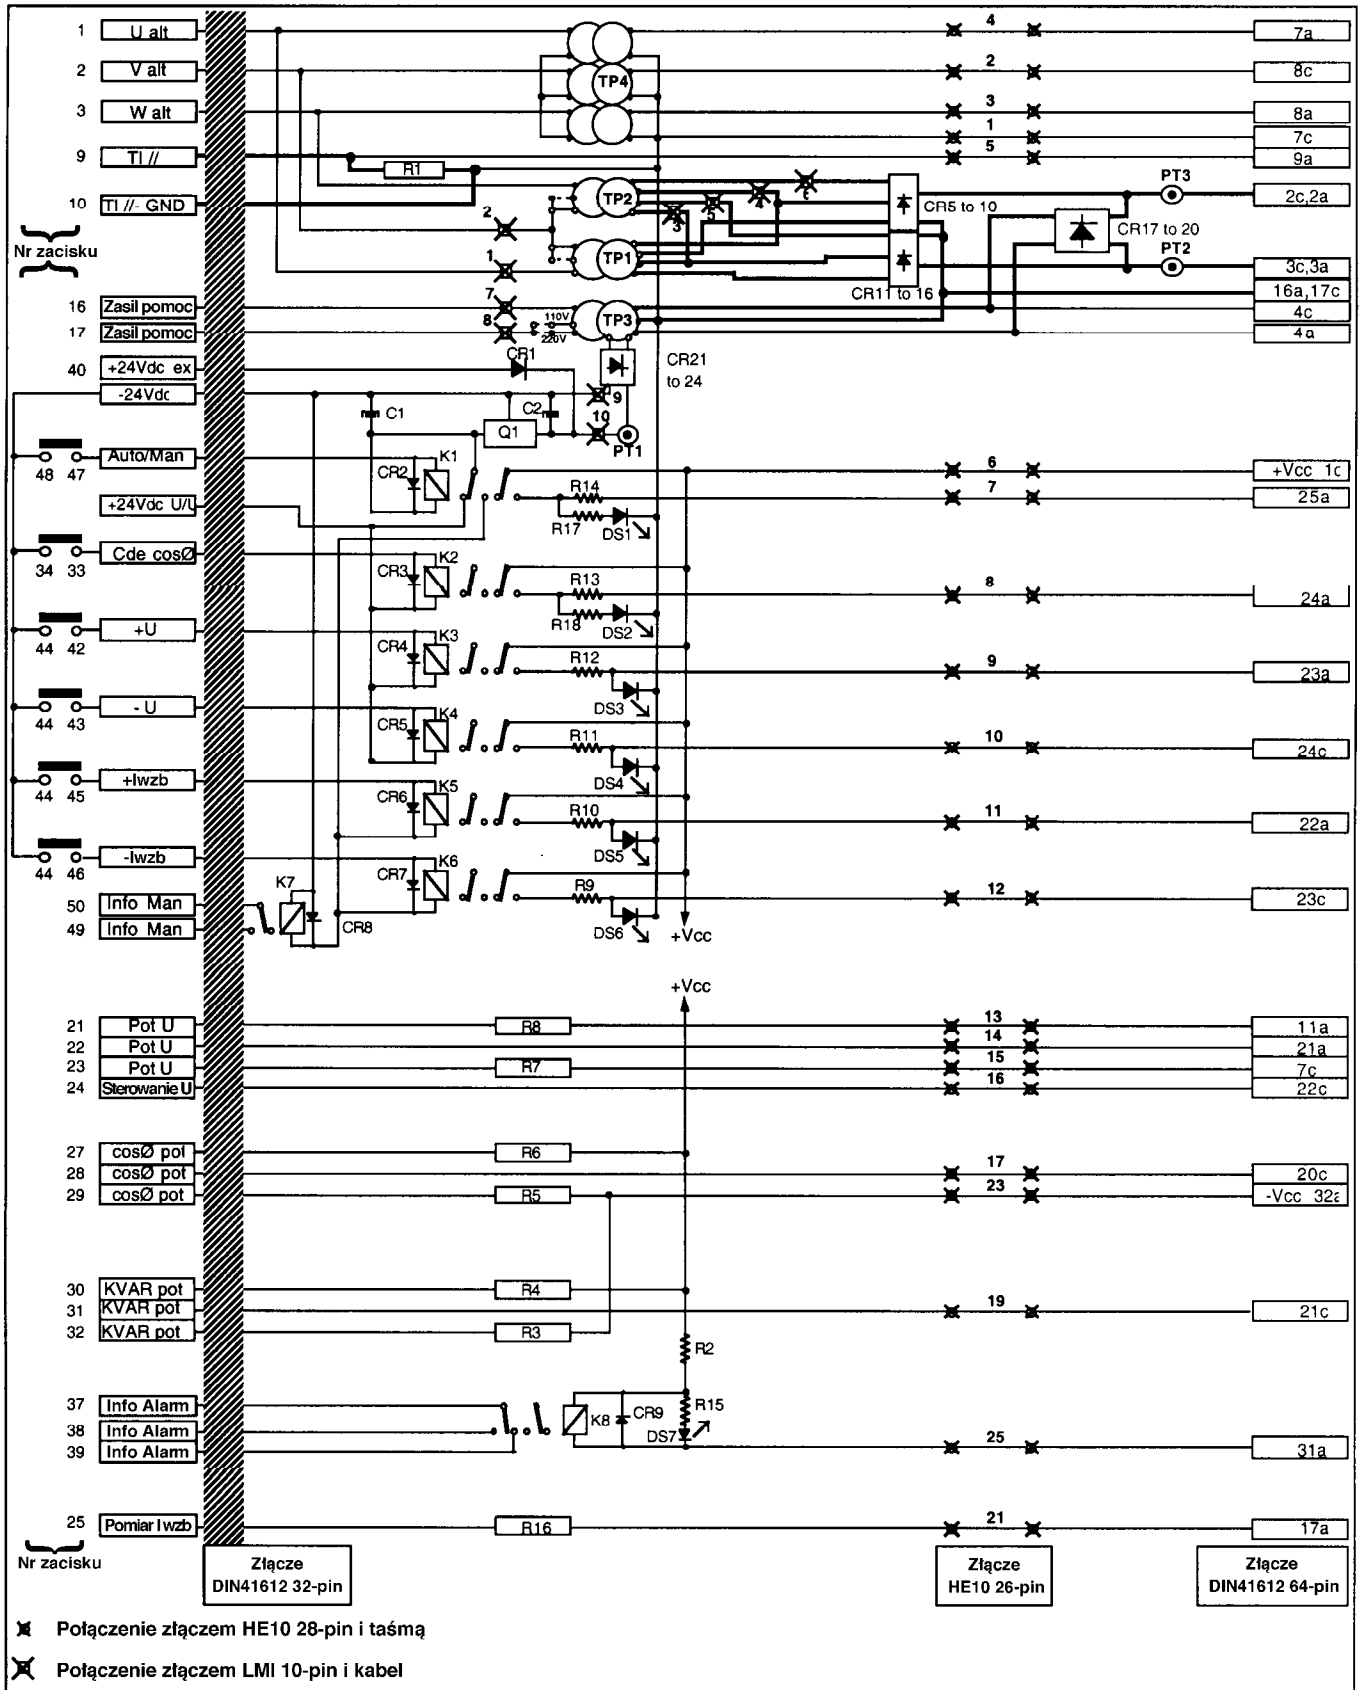 1 U alt 4 7a
2 V alt TP4 2 8c
3 W alt 3 8a
1 7c
9 TI // 5 9a
R1
10 TI //- GND TP2 4 5 3 CR5 to 10 PT3 2c,2a
2
CR17 to 20
Nr zacisku
1 TP1 PT2 3c,3a
CR11 to 16 16a,17c
16 Zasil pomoc 7 110V TP3 4c
17 Zasil pomoc 8 220V 4a
40 +24Vdc ex CR1 CR21 to 24
-24Vdc 9
C1 C2 10
Q1 PT1
48 47 Auto/Man CR2 K1 6 +Vcc 1c
+24Vdc U/U R14 7 25a
R17 DS1
34 33 Cde cosØ CR3 K2 R13 8 24a
R18 DS2
44 42 +U CR4 K3 R12 9 23a
DS3
44 43 - U CR5 K4 R11 10 24c
DS4
44 45 +Iwzb CR6 K5 R10 11 22a
DS5
44 46 -Iwzb CR7 K6 R9 12 23c
DS6
50 Info Man K7
49 Info Man CR8 +Vcc
+Vcc
21 Pot U R8 13 11a
22 Pot U 14 21a
23 Pot U R7 15 7c
24 Sterowanie U 16 22c
27 cosØ pot R6
28 cosØ pot 17 20c
29 cosØ pot R5 23 -Vcc 32a
30 KVAR pot R4
31 KVAR pot 19 21c
32 KVAR pot R3
R2
37 Info Alarm R15
38 Info Alarm K8 CR9 DS7
39 Info Alarm 25 31a
25 Pomiar I wzb R16 21 17a
Nr zacisku
Złącze
DIN41612 32-pin
Złącze
HE10 26-pin
Złącze
DIN41612 64-pin
Połączenie złączem HE10 28-pin i taśmą
Połączenie złączem LMI 10-pin i kabel